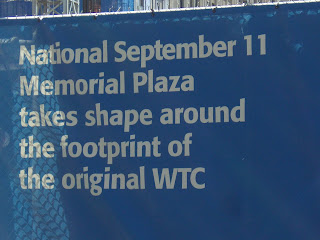 National September 11
Memorial Plaza
takes shape around
the footprint of
the original WTC